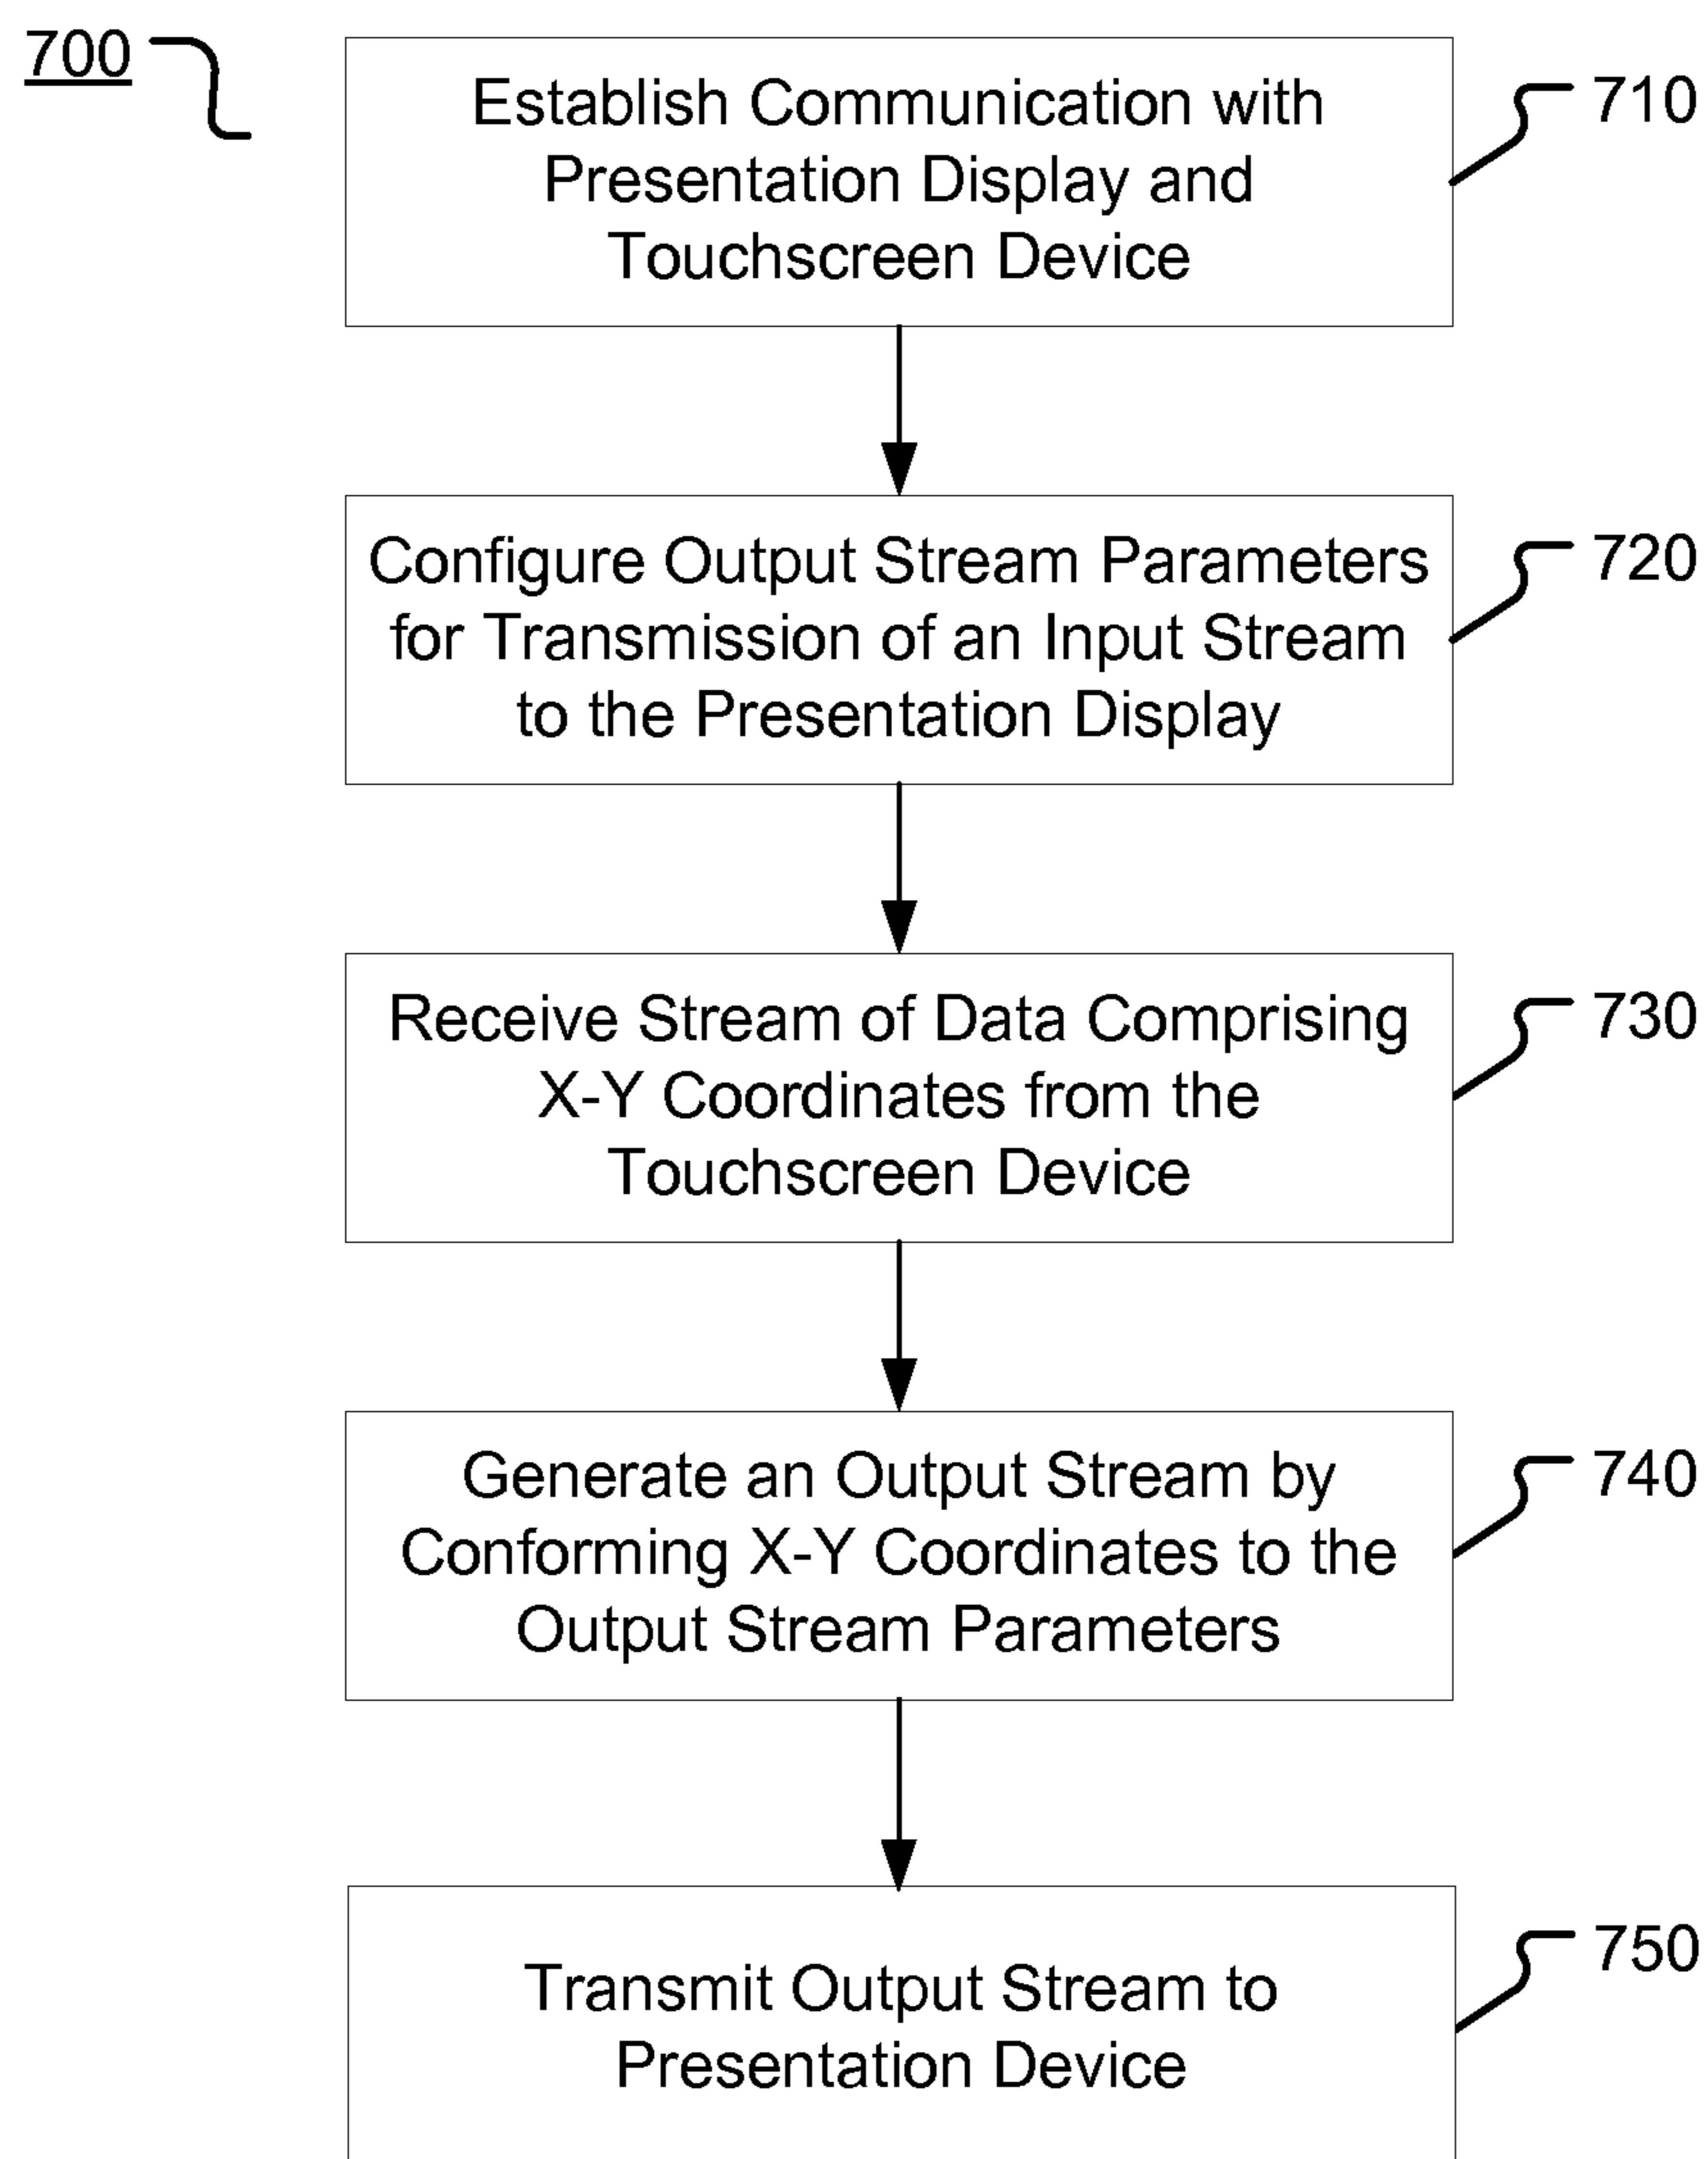 700
Establish Communication with
Presentation Display and
Touchscreen Device
710
Configure Output Stream Parameters
for Transmission of an Input Stream
to the Presentation Display
720
Receive Stream of Data Comprising
X-Y Coordinates from the
Touchscreen Device
730
Generate an Output Stream by
Conforming X-Y Coordinates to the
Output Stream Parameters
740
Transmit Output Stream to
Presentation Device
750